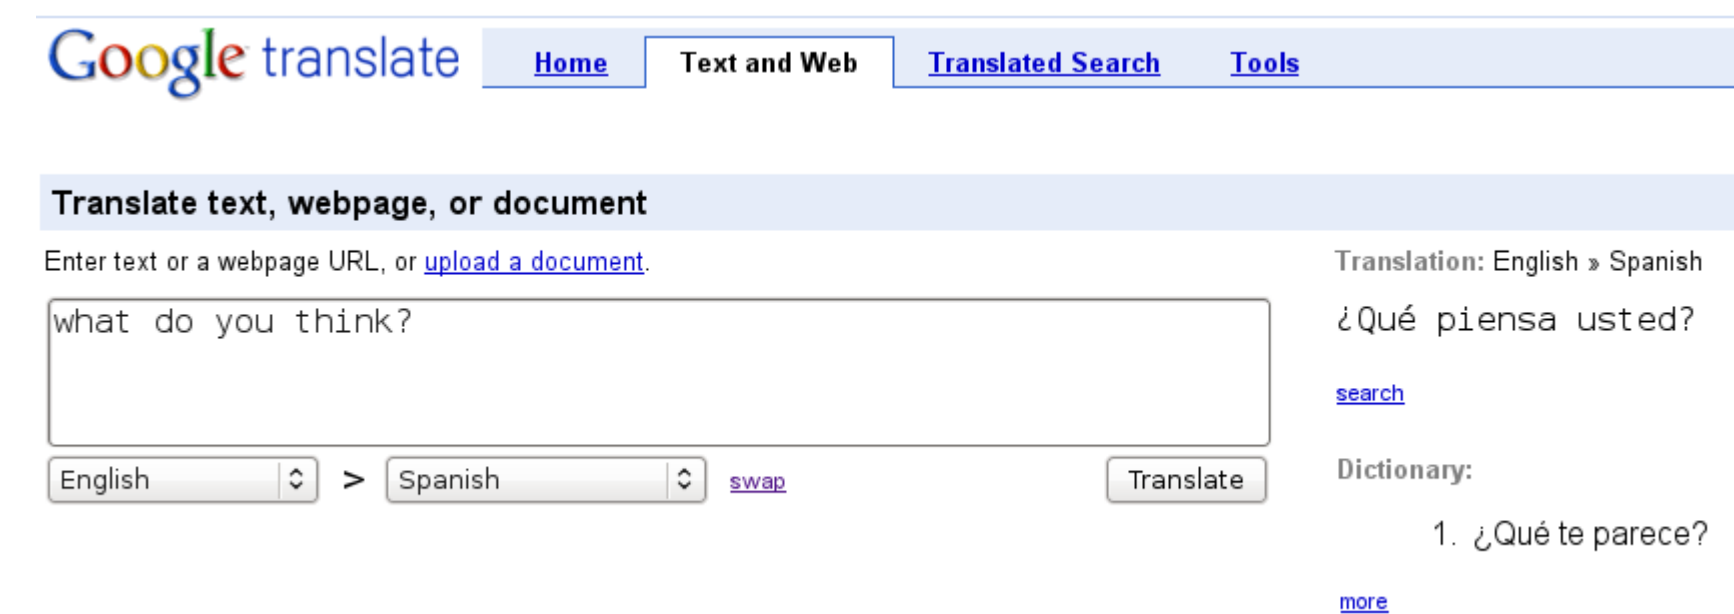 Google translate Home Text and Web Translated Search Tools
Translate text, webpage, or document
Enter text or a webpage URL, or upload a document.
what do you think?
English > Spanish swap Translate
Translation: English » Spanish
¿Qué piensa usted?
search
Dictionary:
1. ¿Qué te parece?
more